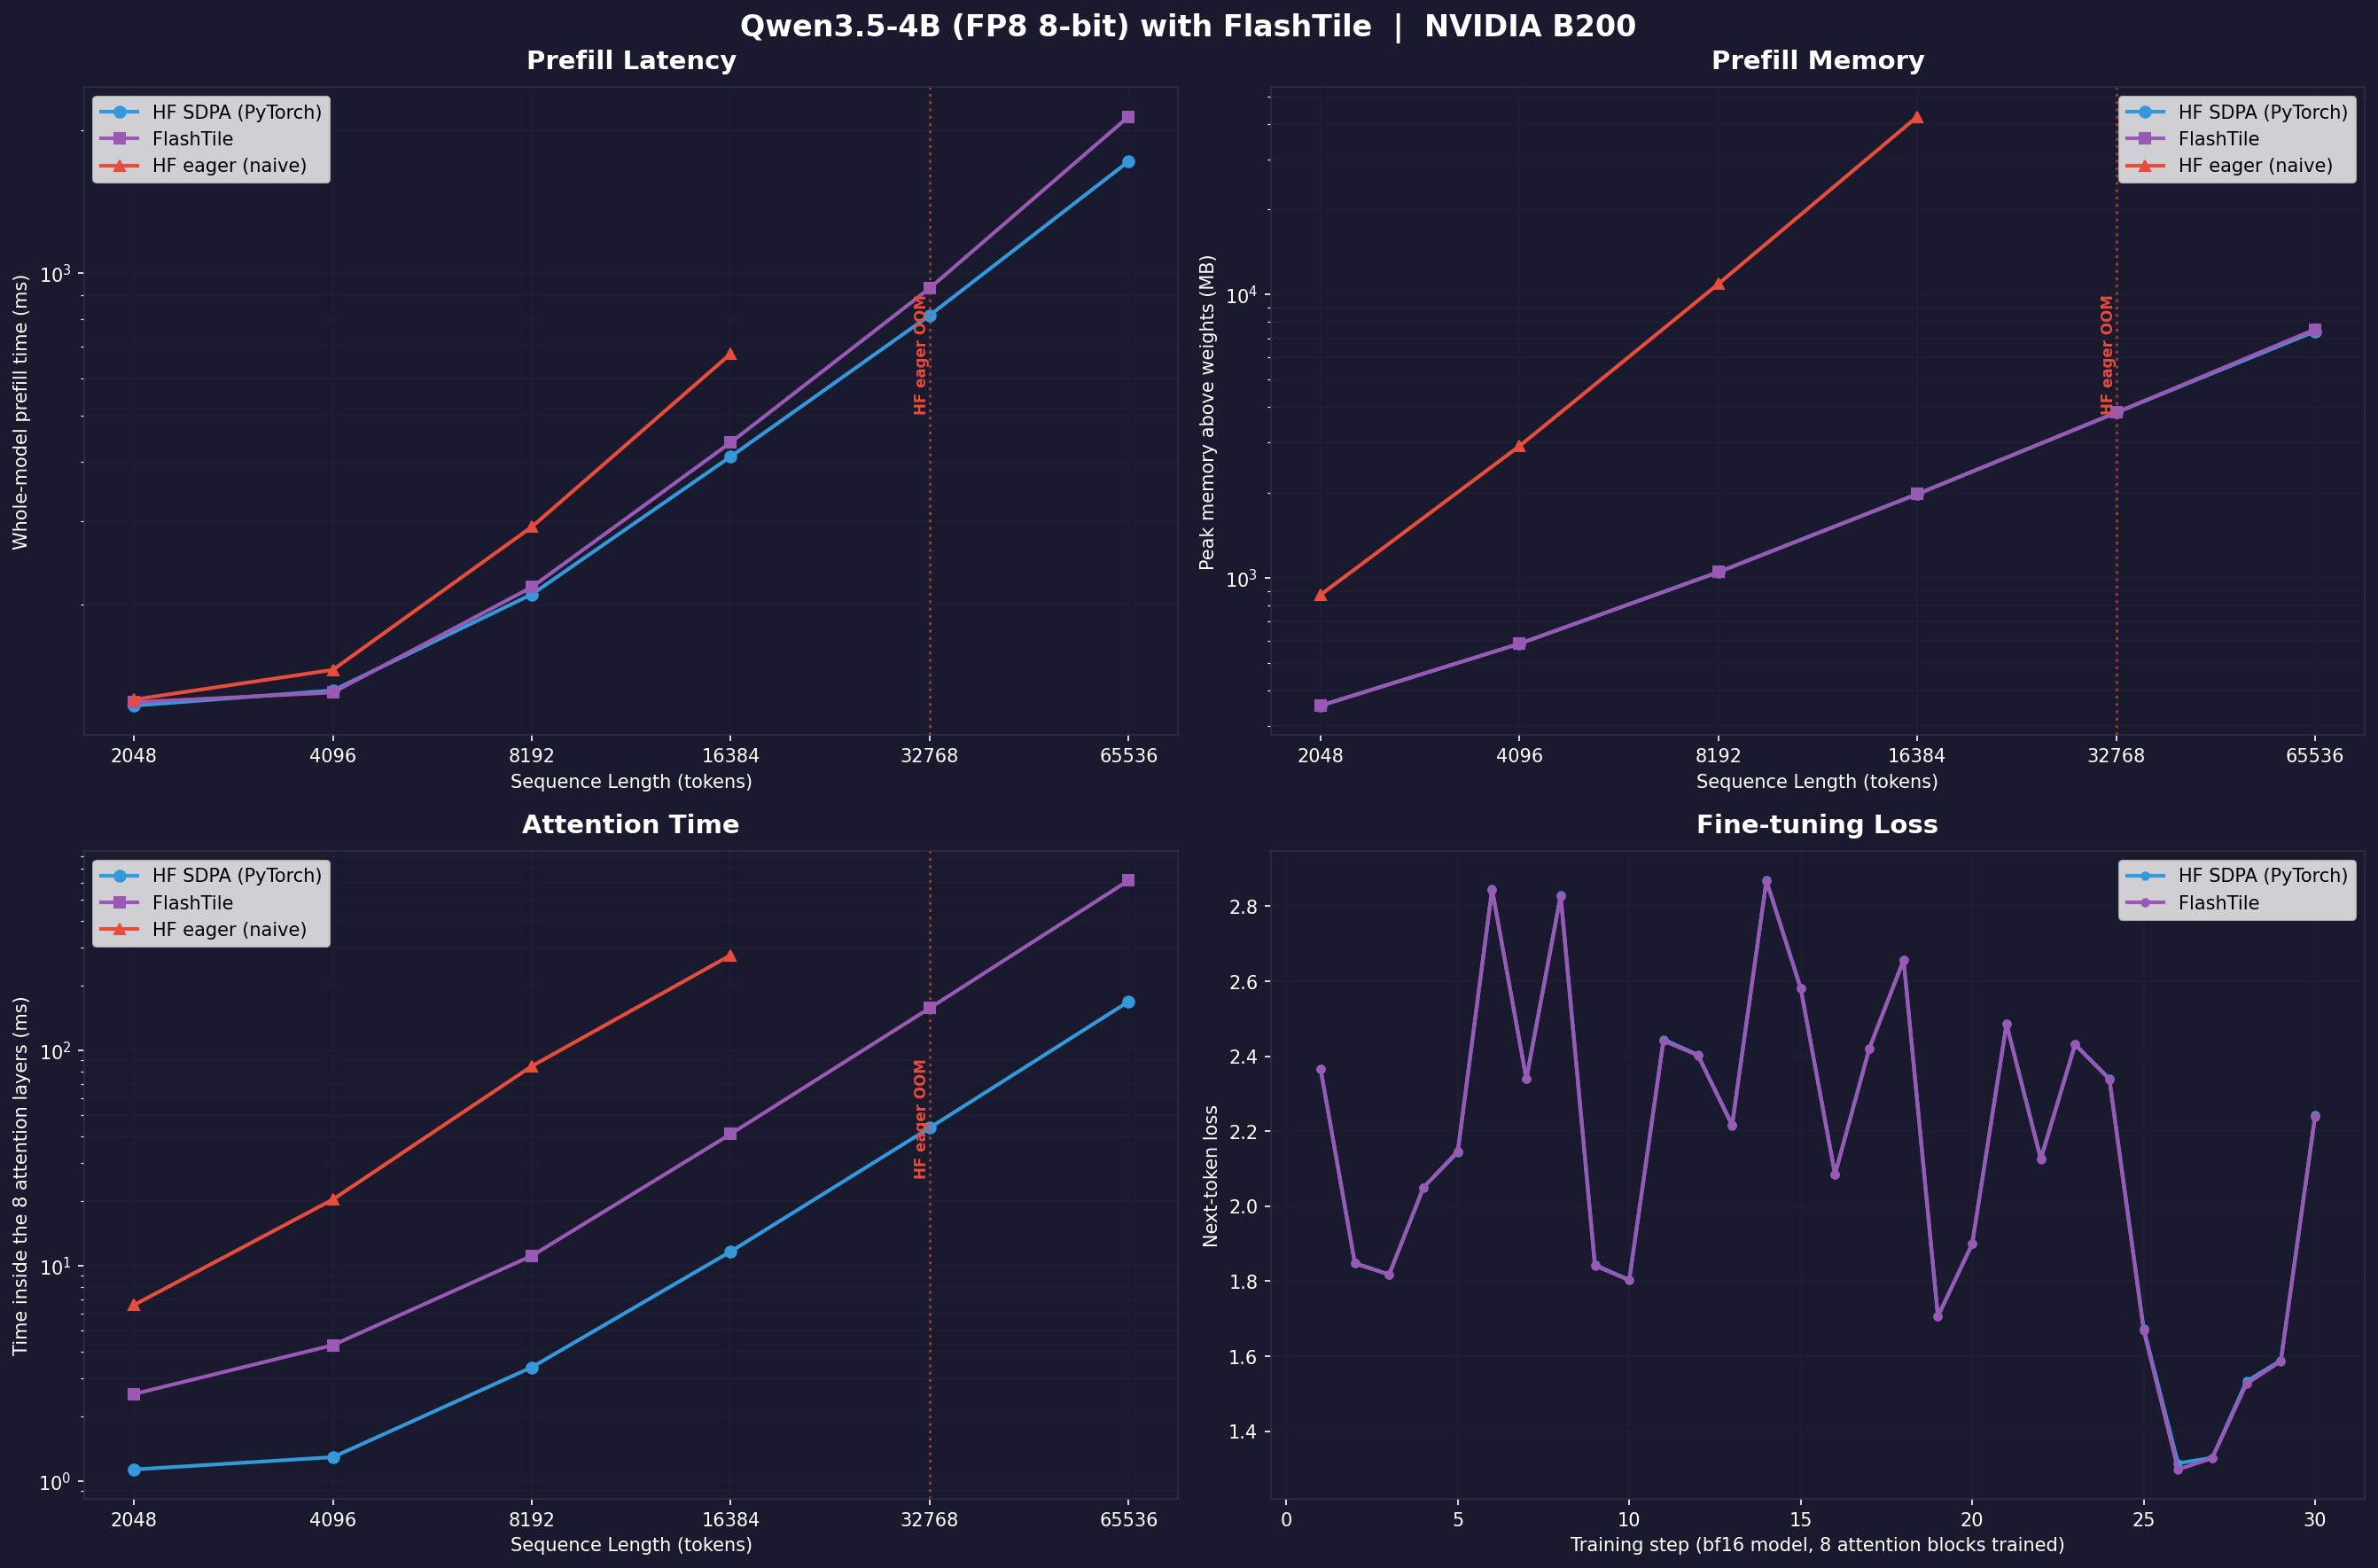 Qwen3.5-4B (FP8 8-bit) with FlashTile | NVIDIA B200
Prefill Latency
HF SDPA (PyTorch)
FlashTile
HF eager (naive)
HF eager OOM
Whole-model prefill time (ms)
10³
2048 4096 8192 16384 32768 65536
Sequence Length (tokens)
Prefill Memory
HF SDPA (PyTorch)
FlashTile
HF eager (naive)
HF eager OOM
Peak memory above weights (MB)
10⁴
10³
2048 4096 8192 16384 32768 65536
Sequence Length (tokens)
Attention Time
HF SDPA (PyTorch)
FlashTile
HF eager (naive)
HF eager OOM
Time inside the 8 attention layers (ms)
10²
10¹
10⁰
2048 4096 8192 16384 32768 65536
Sequence Length (tokens)
Fine-tuning Loss
HF SDPA (PyTorch)
FlashTile
Next-token loss
2.8
2.6
2.4
2.2
2.0
1.8
1.6
1.4
0 5 10 15 20 25 30
Training step (bf16 model, 8 attention blocks trained)